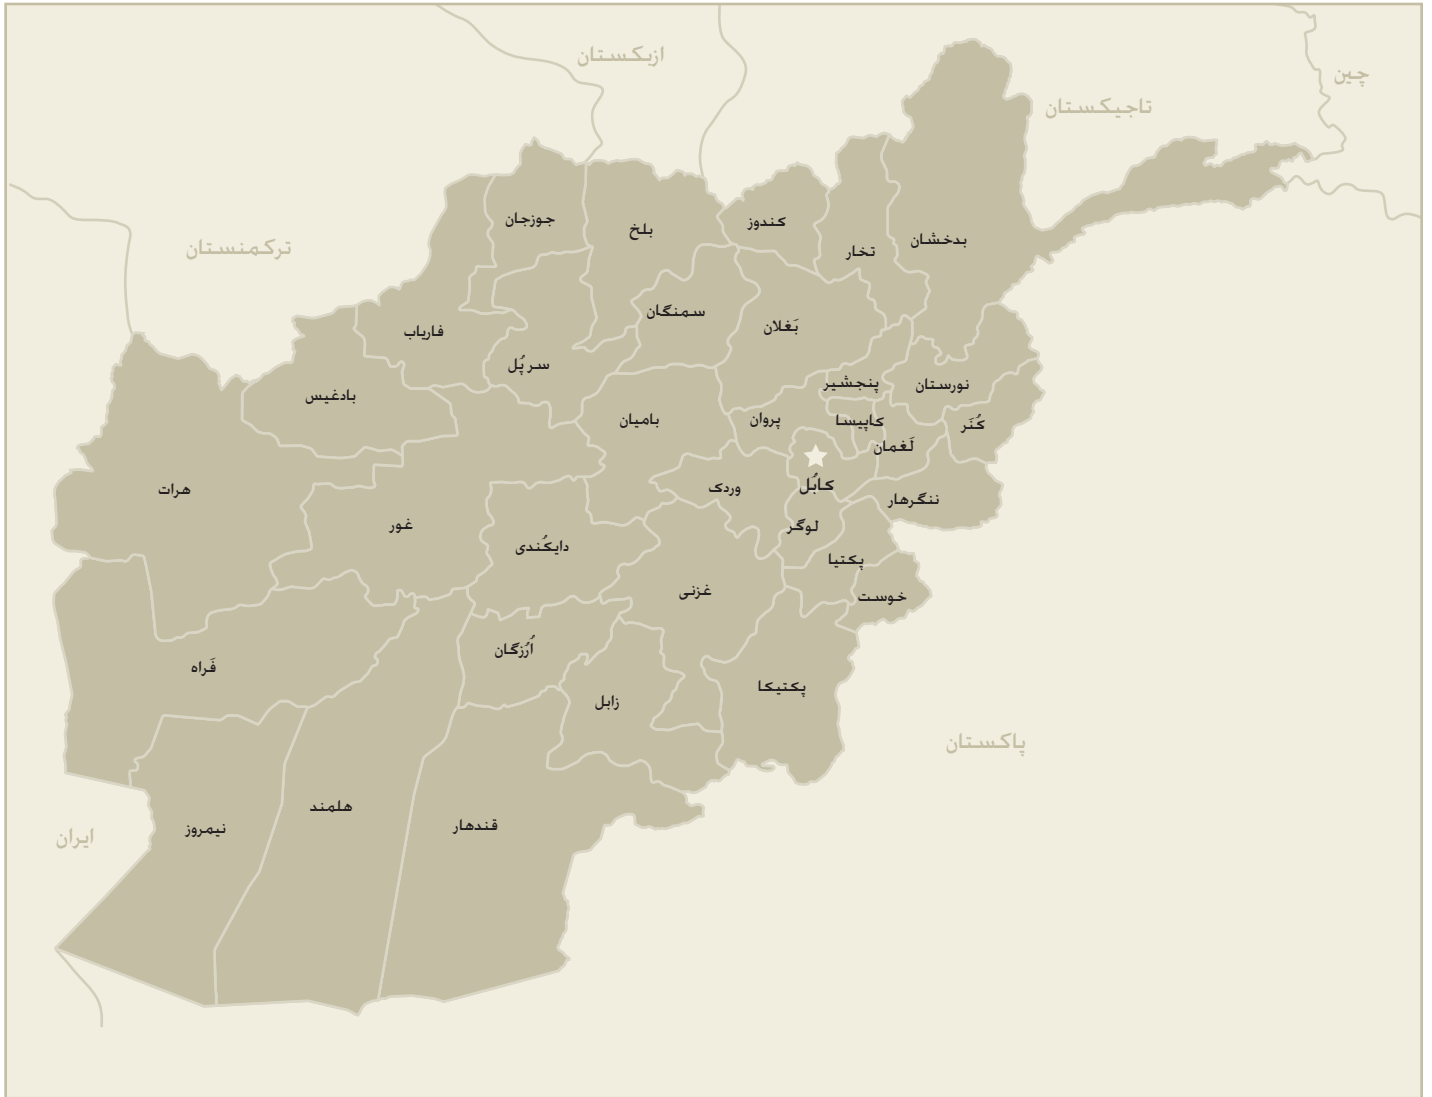 ازبکستان
چین
تاجیکستان
ترکمنستان
جوزجان
بلخ
کندوز
تخار
بدخشان
سمنگان
بَغلان
فاریاب
سر پُل
پنجشیر
نورستان
بادغیس
بامیان
پروان
کاپیسا
کُنَر
لَغمان
هرات
وردک
کابُل
ننگرهار
غور
لوگر
دایکُندی
پکتیا
غزنی
خوست
اُرُزگان
فَراه
زابل
پکتیکا
پاکستان
هلمند
نیمروز
قندهار
ایران